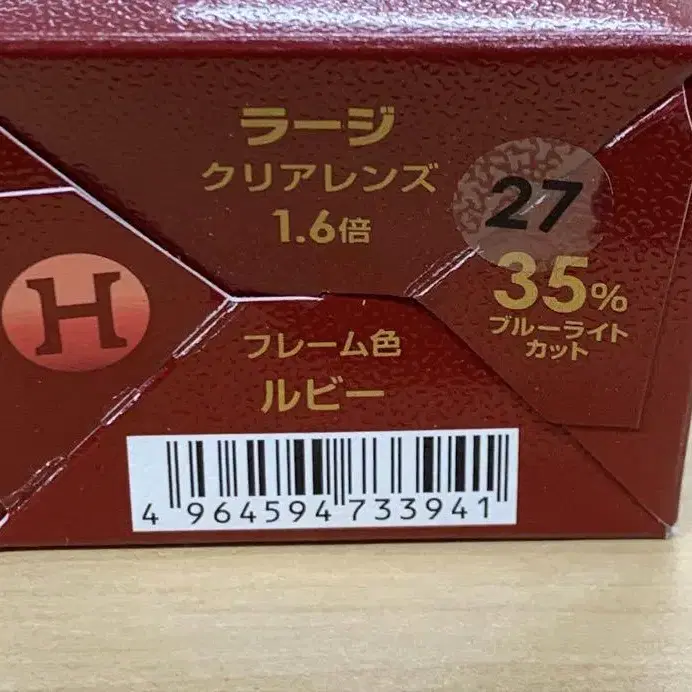 ラージ
クリアレンズ
1.6倍
27
35%
ブルーライト
カット
H
フレーム色
ルビー
4 964594 733941